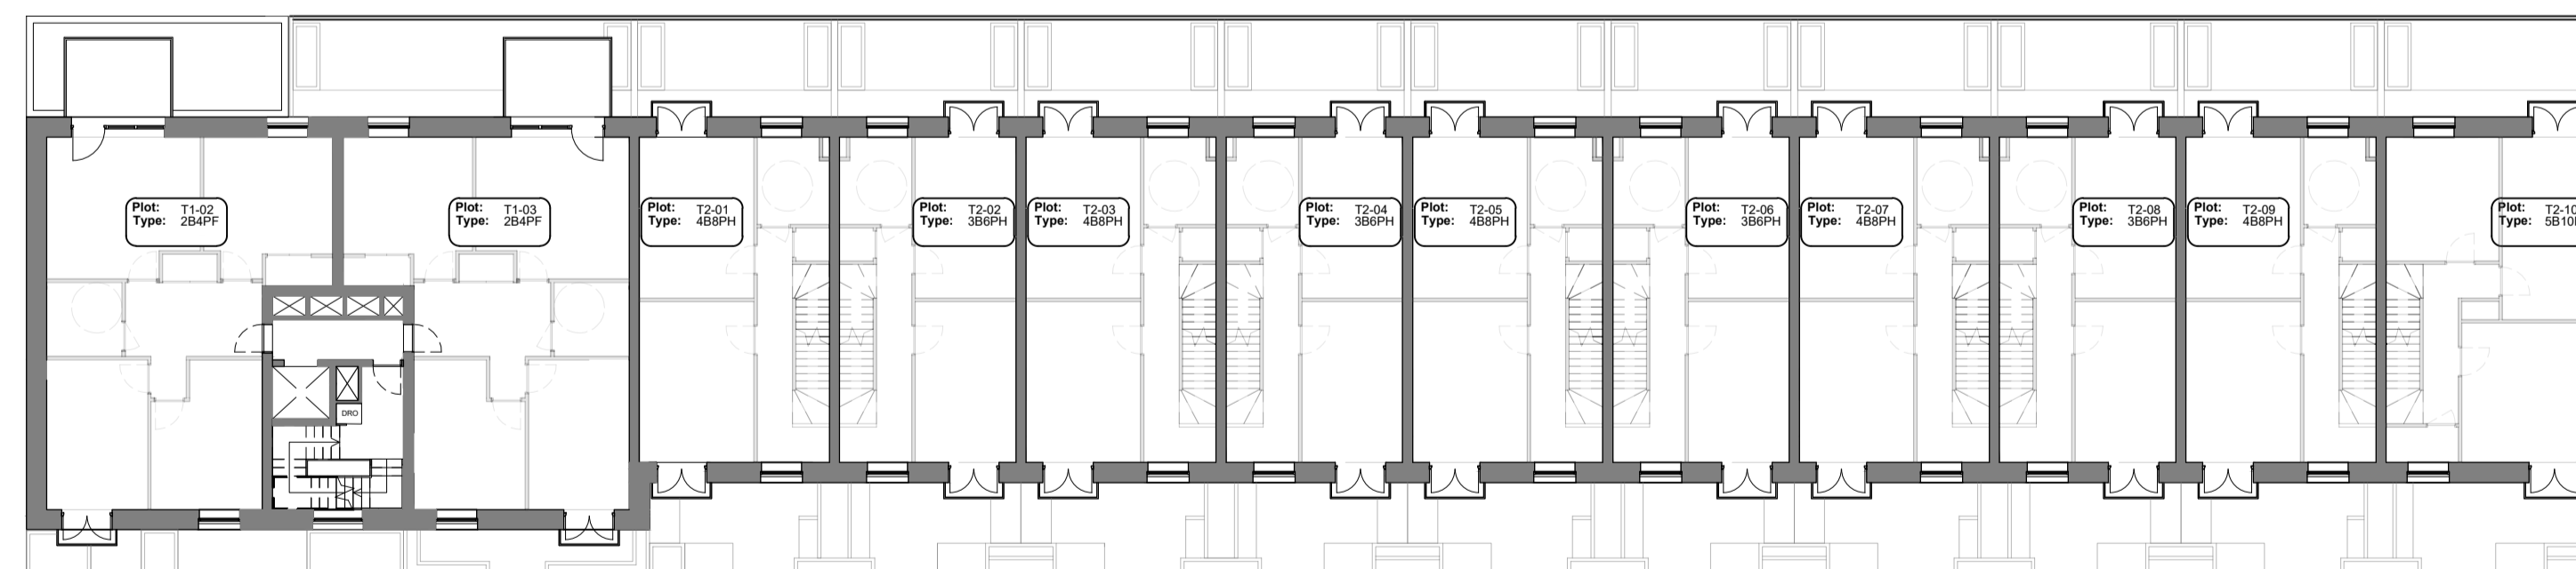 Plot: T1-02
Type: 2B4PF
Plot: T1-03
Type: 2B4PF
Plot: T2-01
Type: 4B8PH
Plot: T2-02
Type: 3B6PH
Plot: T2-03
Type: 4B8PH
Plot: T2-04
Type: 3B6PH
Plot: T2-05
Type: 4B8PH
Plot: T2-06
Type: 3B6PH
Plot: T2-07
Type: 4B8PH
Plot: T2-08
Type: 3B6PH
Plot: T2-09
Type: 4B8PH
Plot: T2-10
Type:
DRO